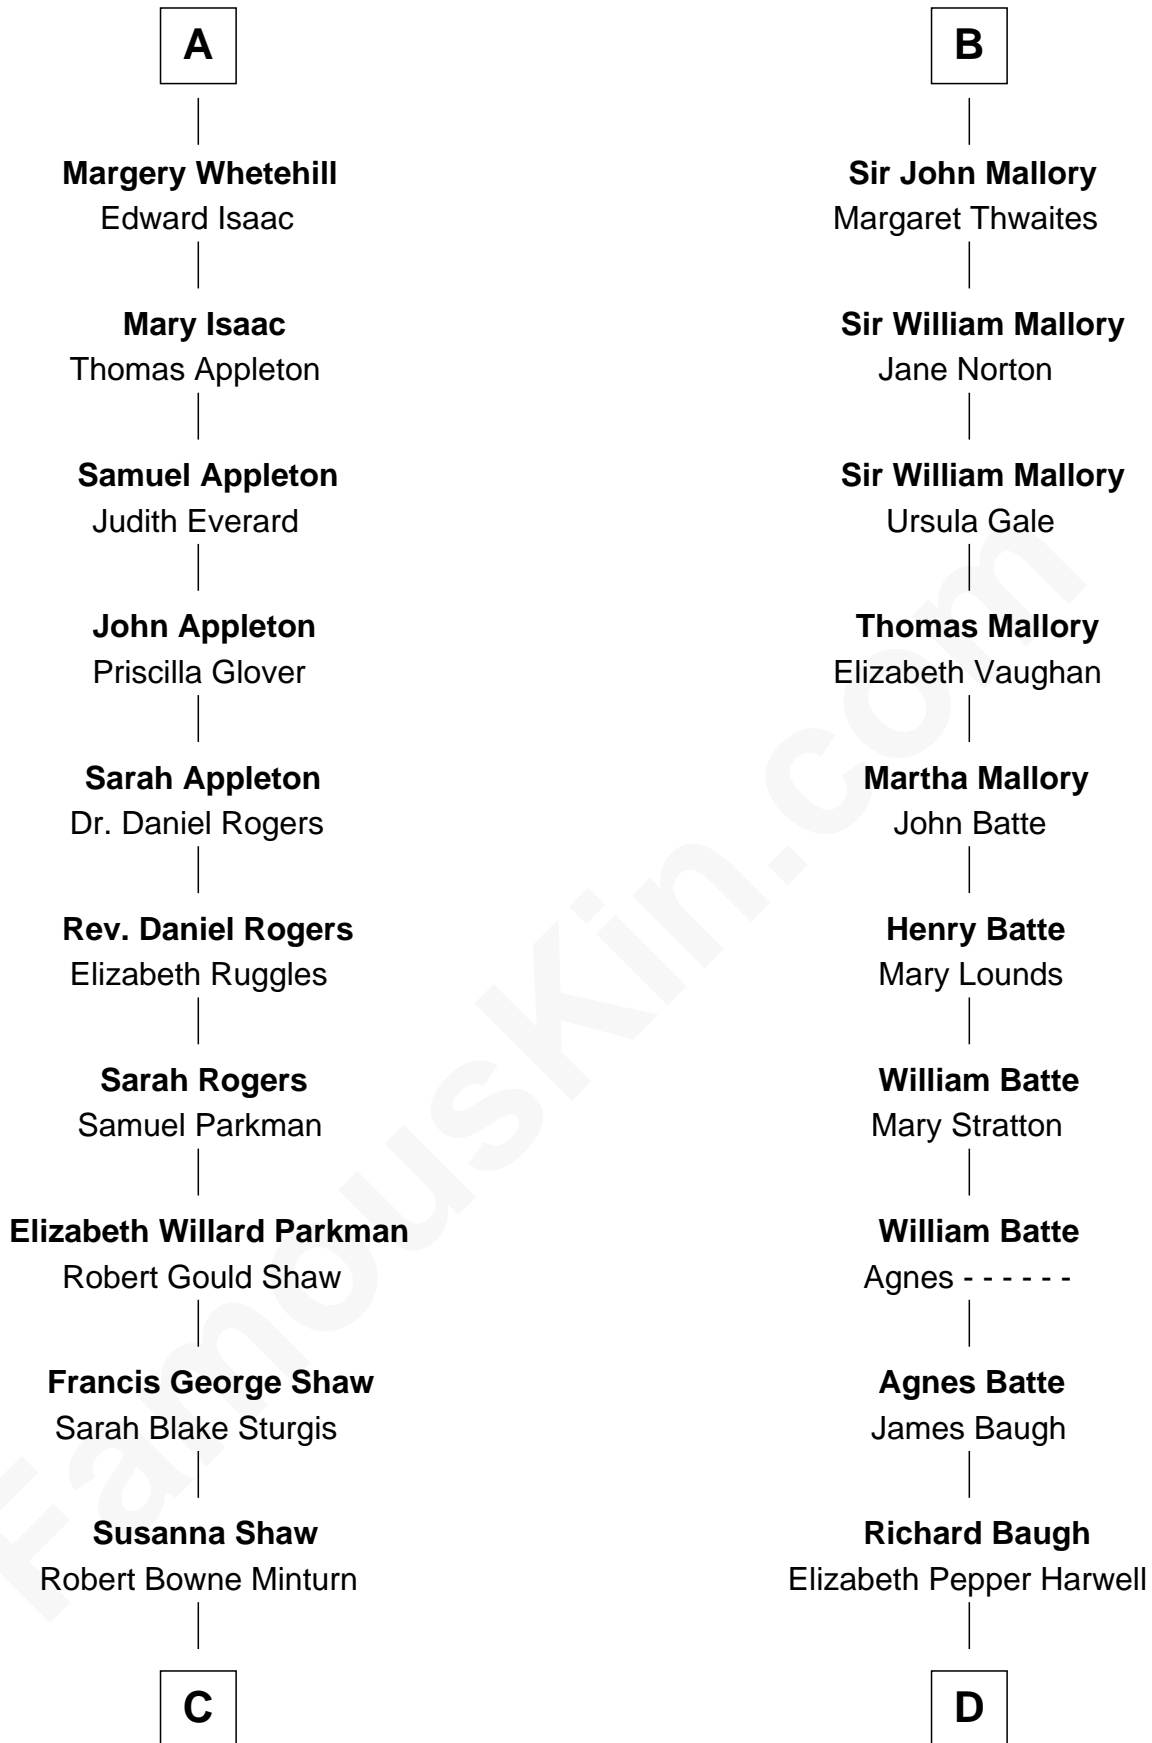 A
Margery Whetehill
Edward Isaac
Mary Isaac
Thomas Appleton
Samuel Appleton
Judith Everard
John Appleton
Priscilla Glover
Sarah Appleton
Dr. Daniel Rogers
Rev. Daniel Rogers
Elizabeth Ruggles
Sarah Rogers
Samuel Parkman
Elizabeth Willard Parkman
Robert Gould Shaw
Francis George Shaw
Sarah Blake Sturgis
Susanna Shaw
Robert Bowne Minturn
C
B
Sir John Mallory
Margaret Thwaites
Sir William Mallory
Jane Norton
Sir William Mallory
Ursula Gale
Thomas Mallory
Elizabeth Vaughan
Martha Mallory
John Batte
Henry Batte
Mary Lounds
William Batte
Mary Stratton
William Batte
Agnes - - - - - -
Agnes Batte
James Baugh
Richard Baugh
Elizabeth Pepper Harwell
D
FamousKin.com